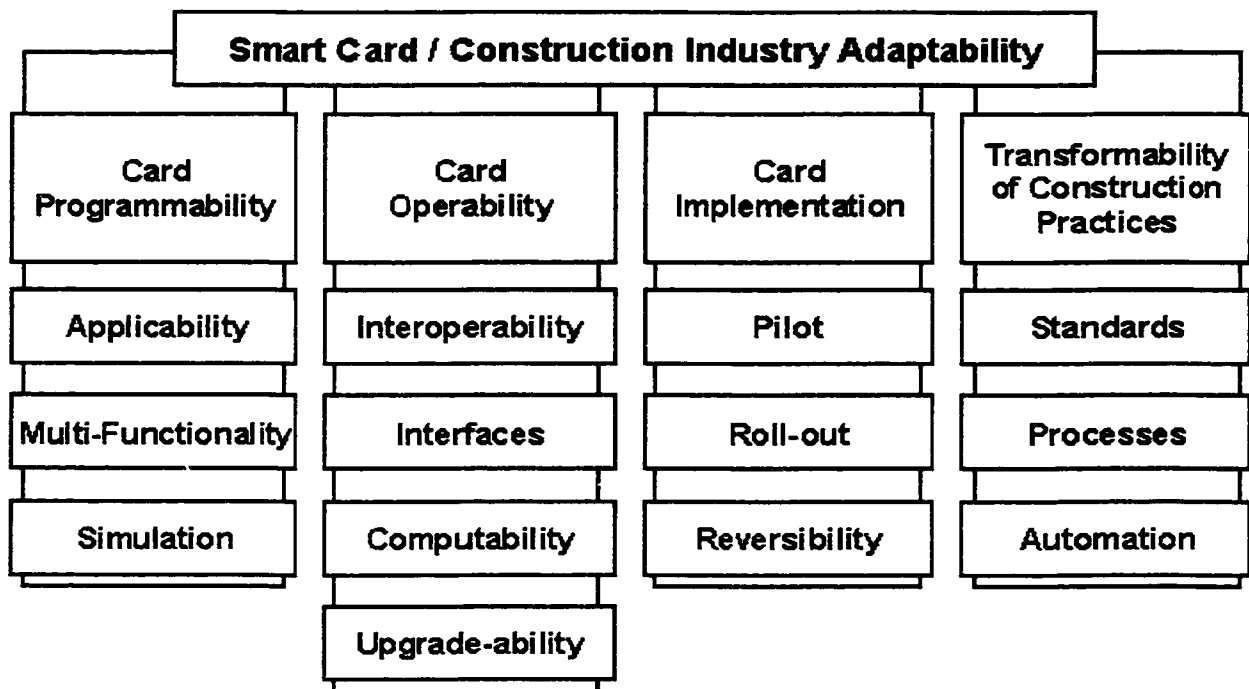 Smart Card / Construction Industry Adaptability
Card
Programmability
Applicability
Multi-Functionality
Simulation
Card
Operability
Interoperability
Interfaces
Computability
Upgrade-ability
Card
Implementation
Pilot
Roll-out
Reversibility
Transformability
of Construction
Practices
Standards
Processes
Automation